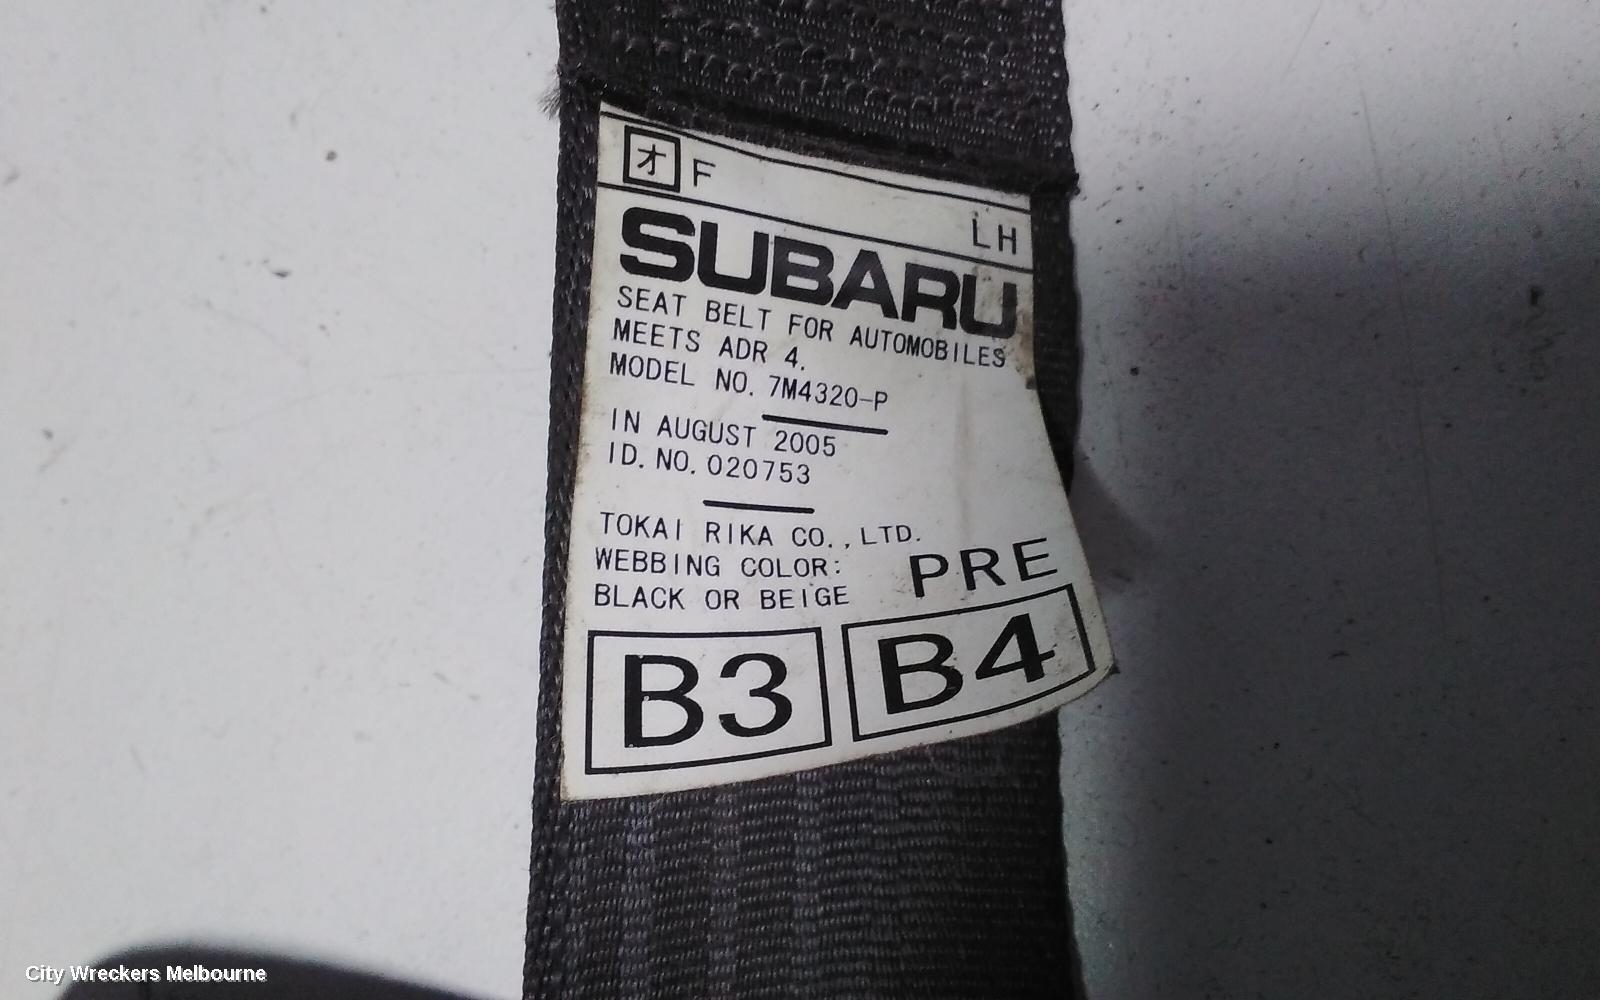 オ F
LH
SUBARU
SEAT BELT FOR AUTOMOBILES
MEETS ADR 4.
MODEL NO. 7M4320-P
IN AUGUST 2005
ID. NO. 020753
TOKAI RIKA CO., LTD.
WEBBING COLOR:
BLACK OR BEIGE
PRE
B3 B4
City Wreckers Melbourne